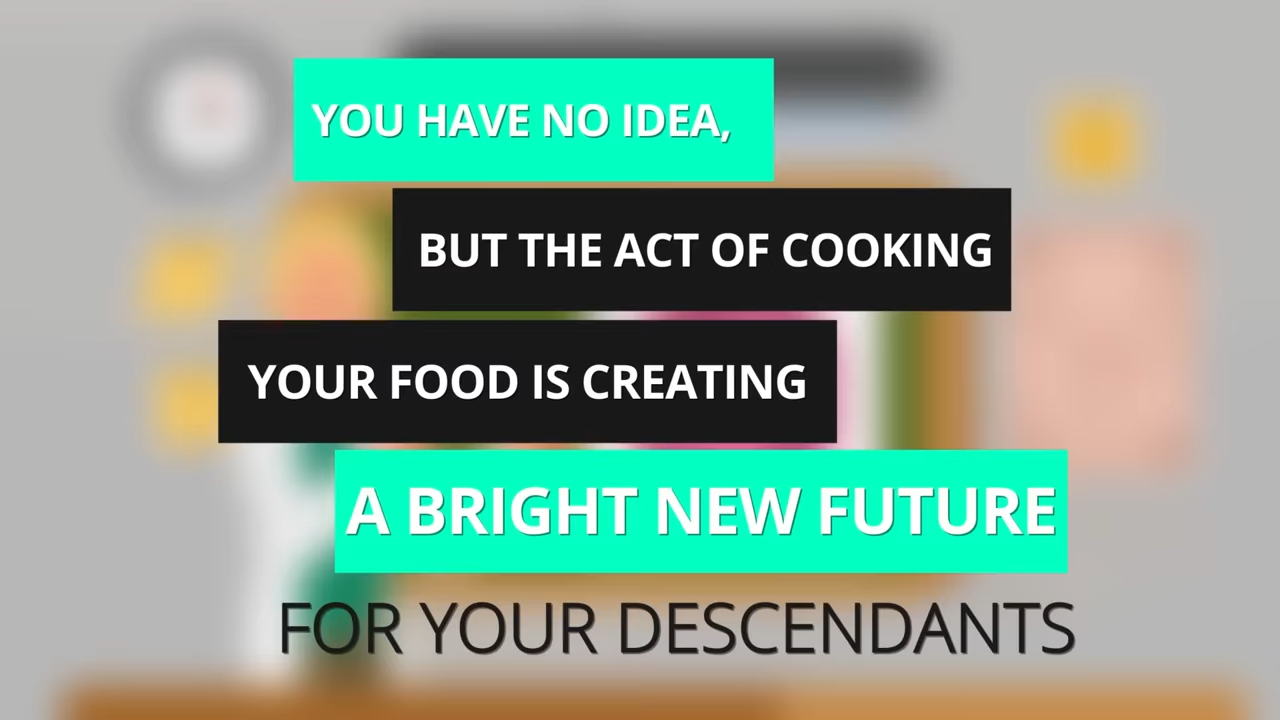 YOU HAVE NO IDEA,
BUT THE ACT OF COOKING
YOUR FOOD IS CREATING
A BRIGHT NEW FUTURE
FOR YOUR DESCENDANTS